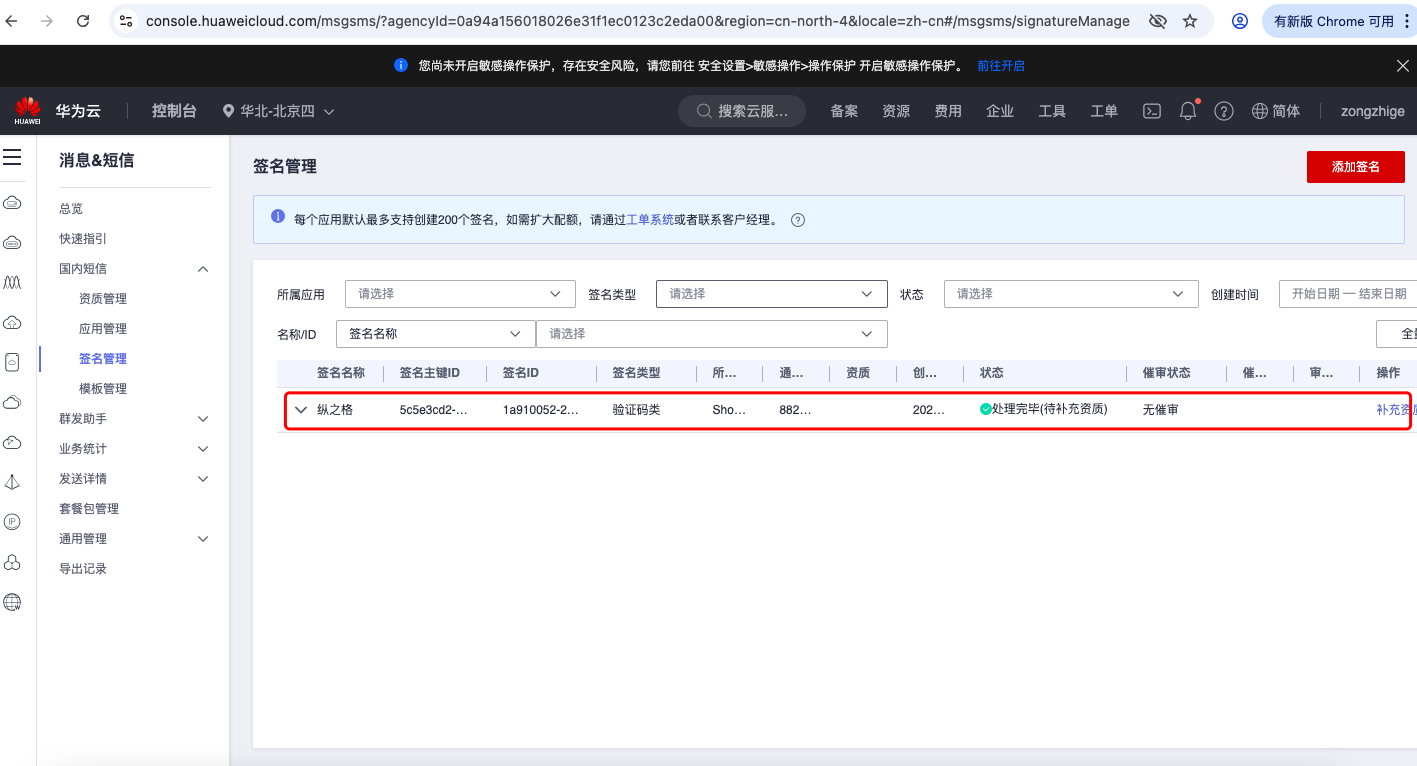 console.huaweicloud.com/msgsms/?agencyId=0a94a156018026e31f1ec0123c2eda00&region=cn-north-4&locale=zh-cn#/msgsms/signatureManage
有新版 Chrome 可用
您尚未开启敏感操作保护，存在安全风险，请您前往 安全设置>敏感操作>操作保护 开启敏感操作保护。 前往开启
HUAWEI 华为云 控制台 华北-北京四 搜索云服... 备案 资源 费用 企业 工具 工单 简体 zongzhige
消息&短信
总览
快速指引
国内短信
资质管理
应用管理
签名管理
模板管理
群发助手
业务统计
发送详情
套餐包管理
通用管理
导出记录
签名管理
添加签名
每个应用默认最多支持创建200个签名，如需扩大配额，请通过工单系统或者联系客户经理。
所属应用 请选择 签名类型 请选择 状态 请选择 创建时间 开始日期 — 结束日期
名称/ID 签名名称 请选择 全
签名名称 签名主键ID 签名ID 签名类型 所... 通... 资质 创... 状态 催审状态 催... 审... 操作
纵之格 5c5e3cd2-... 1a910052-2... 验证码类 Sho... 882... 202... 处理完毕(待补充资质) 无催审 补充资